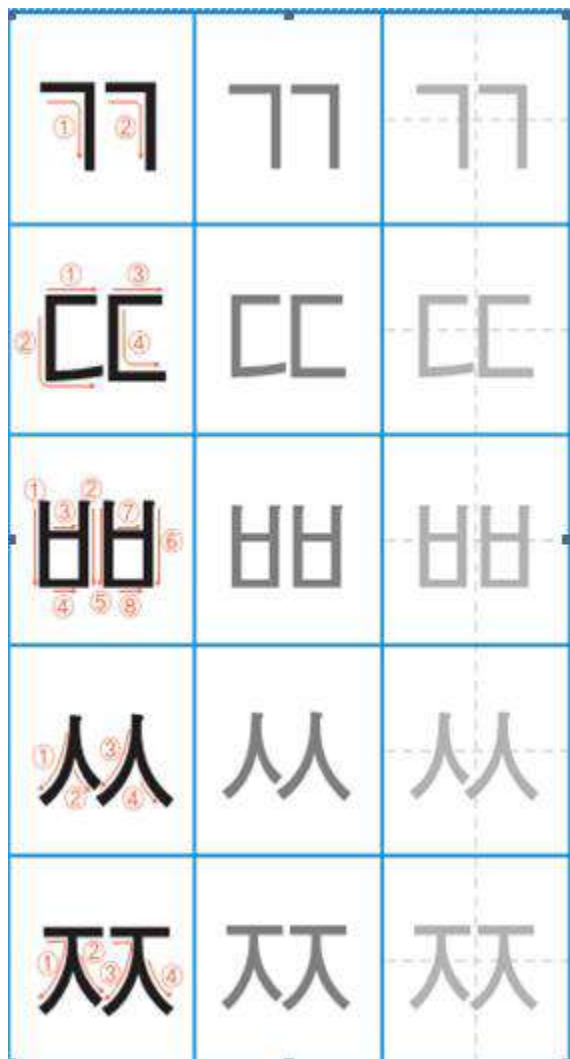 ㄲ ㄲ ㄲ
ㄸ ㄸ ㄸ
ㅃ ㅃ ㅃ
ㅆ ㅆ ㅆ
ㅉ ㅉ ㅉ